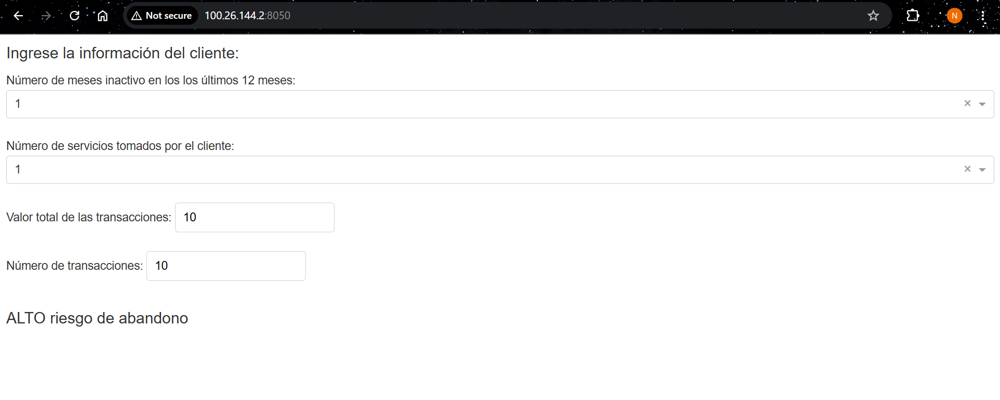 Not secure 100.26.144.2:8050
N
Ingrese la información del cliente:
Número de meses inactivo en los los últimos 12 meses:
1
Número de servicios tomados por el cliente:
1
Valor total de las transacciones: 10
Número de transacciones: 10
ALTO riesgo de abandono